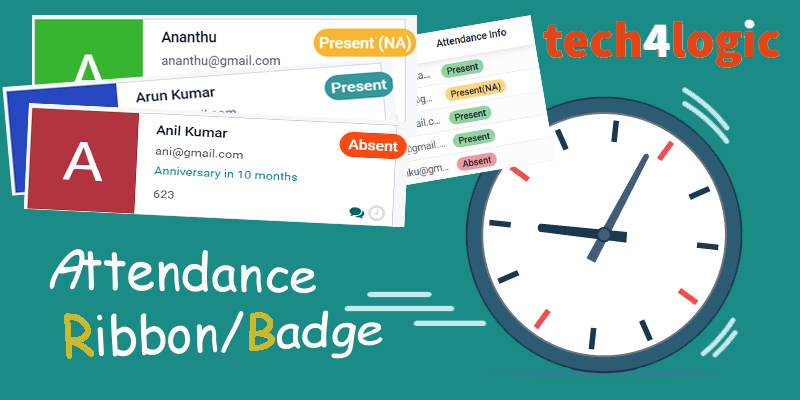 A
Ananthu
ananthu@gmail.com
Present (NA)
Arun Kumar
Present
A
Anil Kumar
ani@gmail.com
Anniversary in 10 months
623
Absent
Attendance Info
Present
Present(NA)
Present
Present
Absent
tech4logic
Attendance
Ribbon/Badge